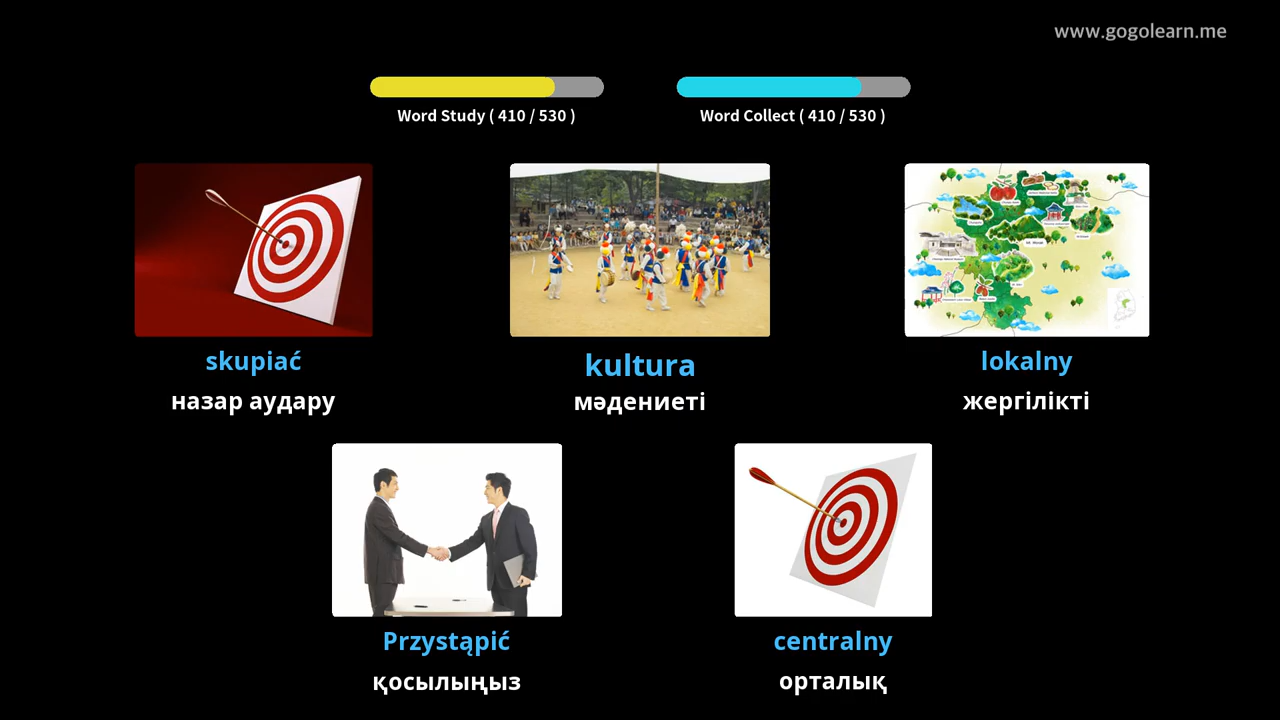 www.gogolearn.me
Word Study ( 410 / 530 )
Word Collect ( 410 / 530 )
skupiać
kultura
lokalny
назар аудару
мәдениеті
жергілікті
Przystąpić
centralny
қосылыңыз
орталық